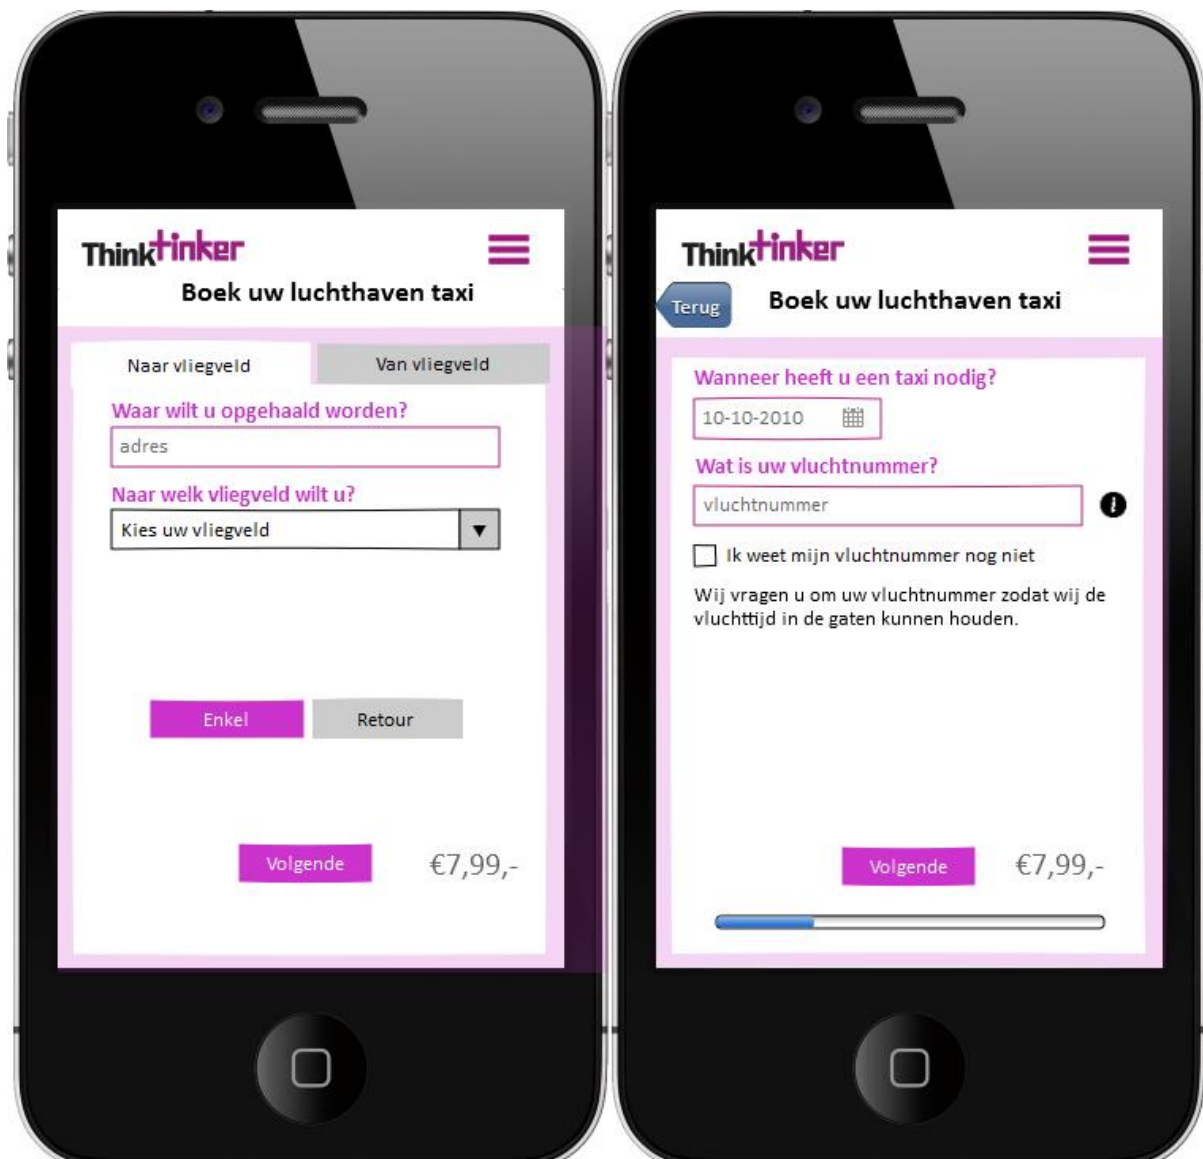 Thinktinker
Boek uw luchthaven taxi
Naar vliegveld
Van vliegveld
Waar wilt u opgehaald worden?
adres
Naar welk vliegveld wilt u?
Kies uw vliegveld
Enkel
Retour
Volgende
€7,99,-
Thinktinker
Terug
Boek uw luchthaven taxi
Wanneer heeft u een taxi nodig?
10-10-2010
Wat is uw vluchtnummer?
vluchtnummer
i
Ik weet mijn vluchtnummer nog niet
Wij vragen u om uw vluchtnummer zodat wij de
vluchttijd in de gaten kunnen houden.
Volgende
€7,99,-